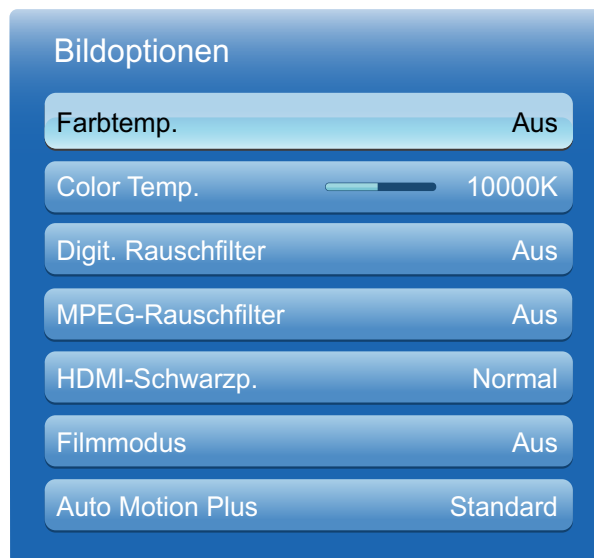 Bildoptionen
Farbtemp. Aus
Color Temp. 10000K
Digit. Rauschfilter Aus
MPEG-Rauschfilter Aus
HDMI-Schwarzp. Normal
Filmmodus Aus
Auto Motion Plus Standard